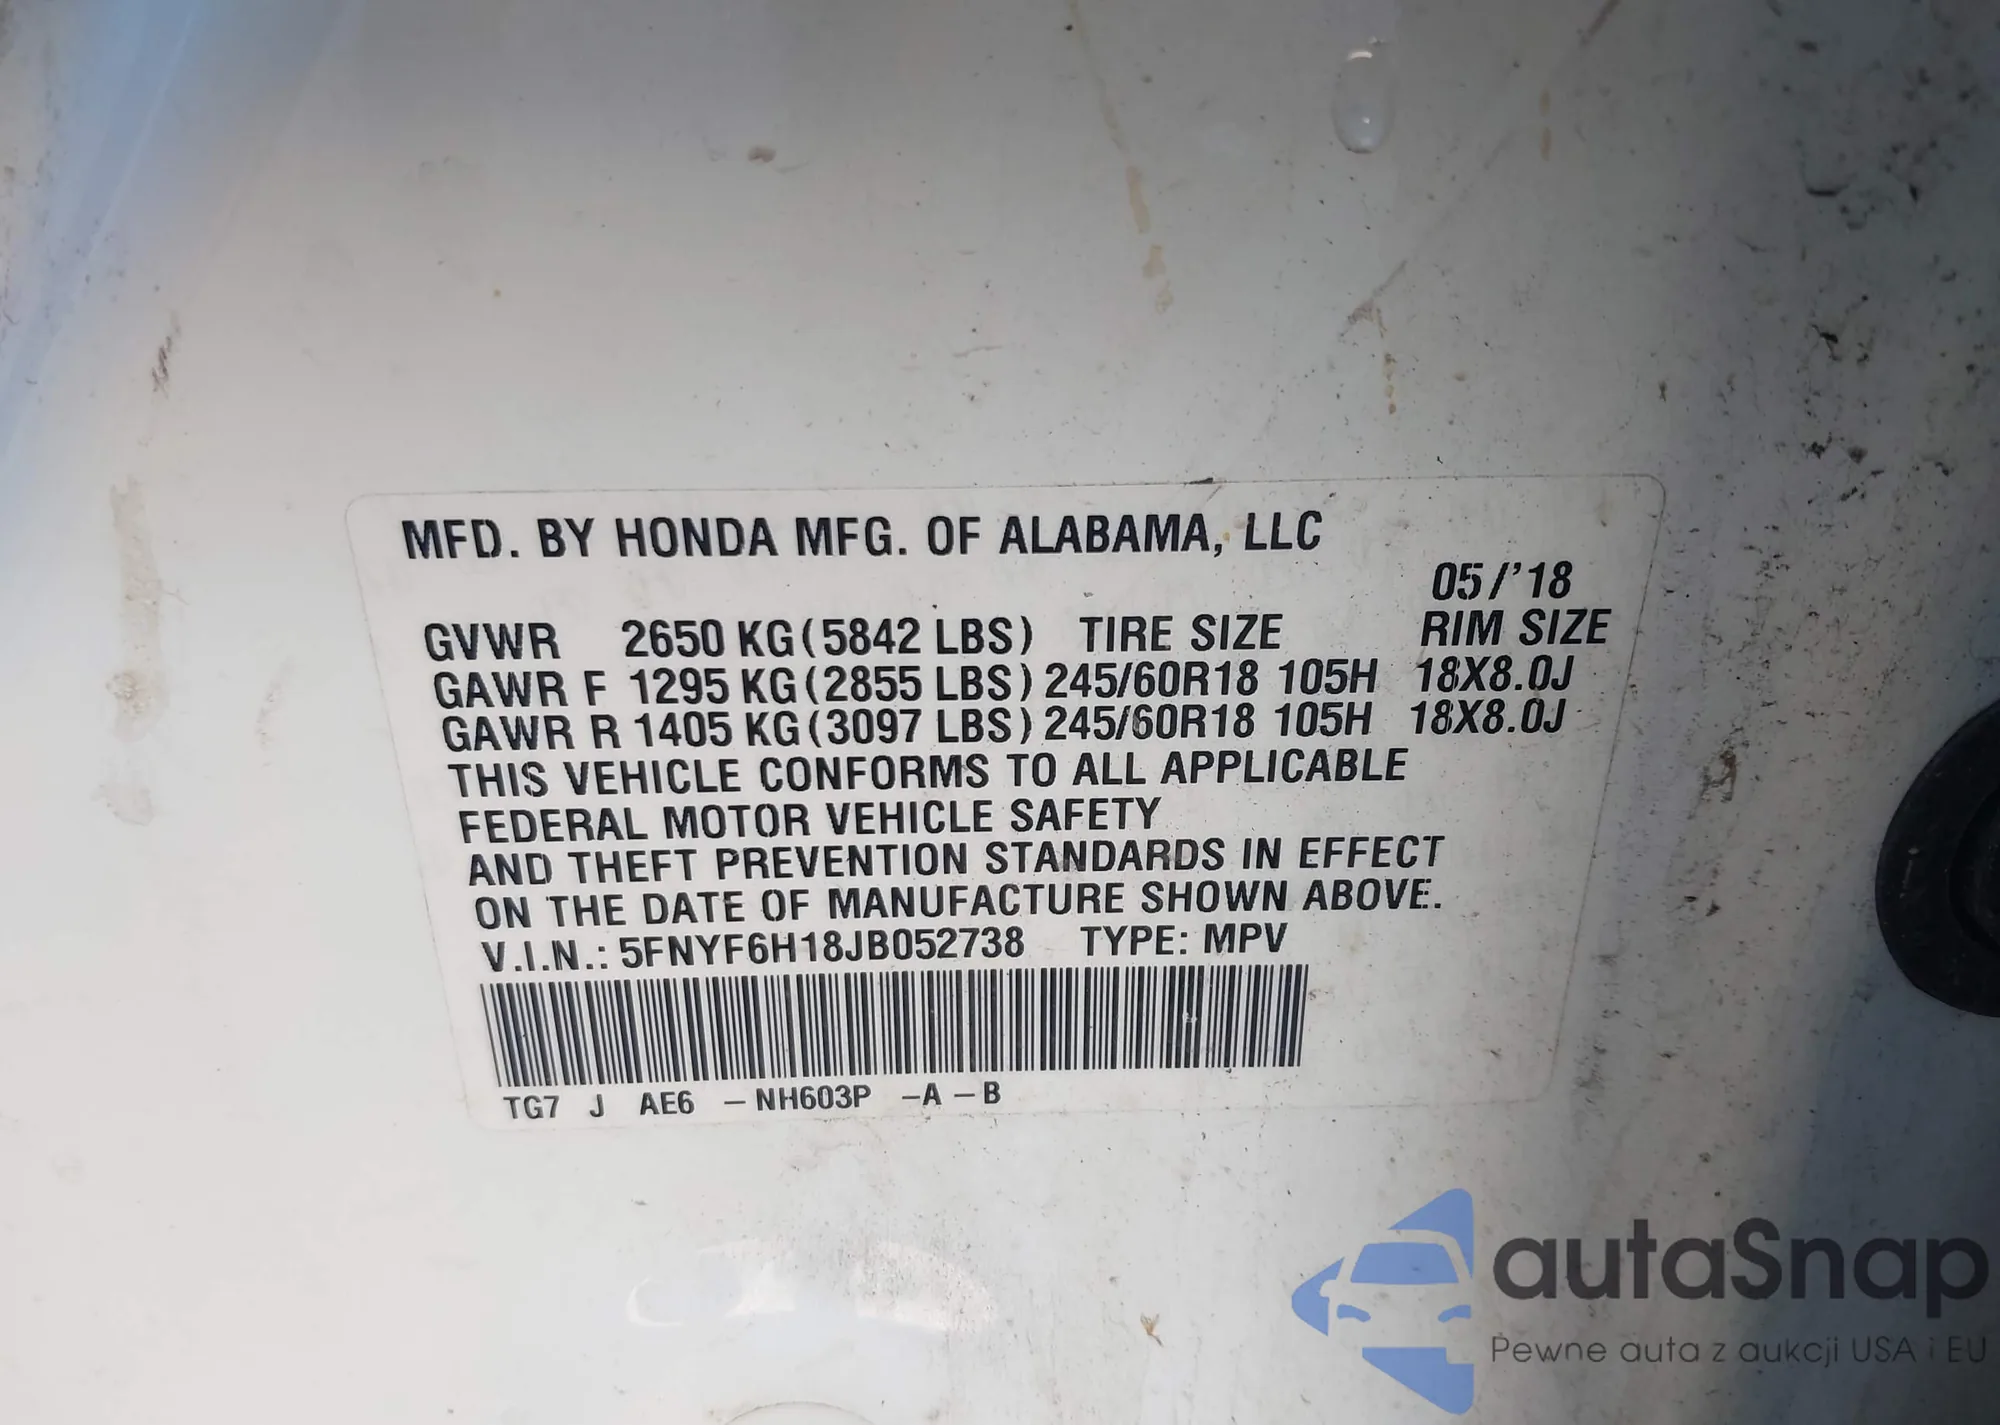 MFD. BY HONDA MFG. OF ALABAMA, LLC
05/'18
GVWR 2650 KG (5842 LBS) TIRE SIZE RIM SIZE
GAWR F 1295 KG (2855 LBS) 245/60R18 105H 18X8.0J
GAWR R 1405 KG (3097 LBS) 245/60R18 105H 18X8.0J
THIS VEHICLE CONFORMS TO ALL APPLICABLE
FEDERAL MOTOR VEHICLE SAFETY
AND THEFT PREVENTION STANDARDS IN EFFECT
ON THE DATE OF MANUFACTURE SHOWN ABOVE.
V.I.N.: 5FNYF6H18JB052738 TYPE: MPV
TG7 J AE6 – NH603P –A – B
autaSnap
Pewne auta z aukcji USA i EU